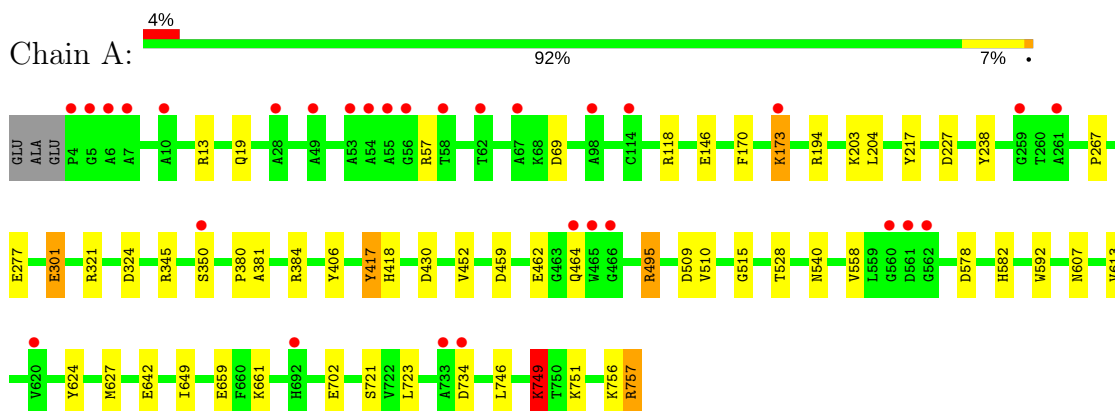 4%
Chain A:
92% 7% •
GLU ALA GLU P4 G5 A6 A7 A10 R13 Q19 A28 A49 A53 A54 A55 G56 R57 T58 T62 A67 K68 D69 A98 C114 R118 E146 F170 K173 R194 K203 L204 Y217 D227 Y238 G259 T260 A261 P267
E277 E301 R321 D324 R345 S350 P380 A381 R384 Y406 Y417 H418 D430 V452 D459 E462 G463 Q464 W465 G466 R495 D509 V510 G515 T528 N540 V558 L559 G560 D561 G562 D578 H582 W592 N607 V613
V620 Y624 M627 E642 I649 E659 F660 K661 H692 E702 S721 V722 L723 A733 D734 L746 K749 T750 K751 K756 R757